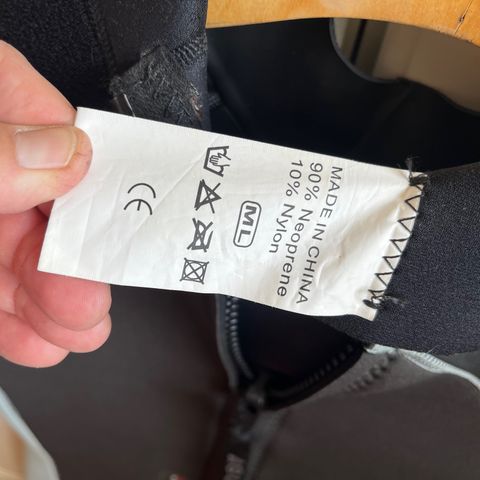 MADE IN CHINA
90% Neoprene
10% Nylon
ML
CE